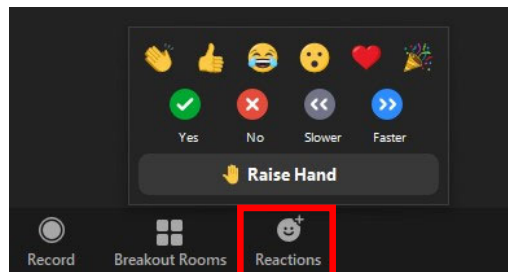 Yes No Slower Faster
Raise Hand
Record Breakout Rooms Reactions